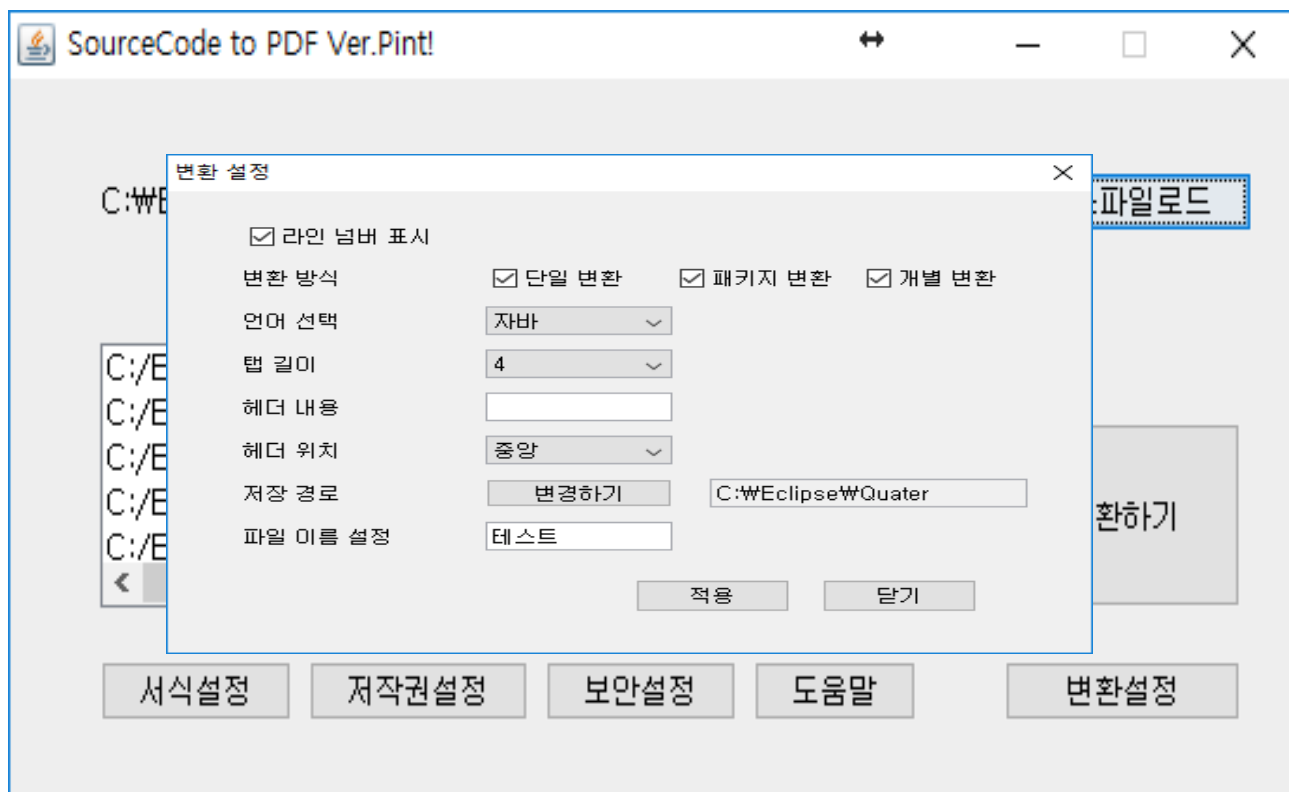 SourceCode to PDF Ver.Pint!
변환 설정
C:₩E
파일로드
라인 넘버 표시
변환 방식 단일 변환 패키지 변환 개별 변환
언어 선택 자바
탭 길이 4
헤더 내용
헤더 위치 중앙
저장 경로 변경하기 C:₩Eclipse₩Quater
파일 이름 설정 테스트
적용 닫기
C:/E
C:/E
C:/E
C:/E
C:/E
환하기
서식설정 저작권설정 보안설정 도움말 변환설정